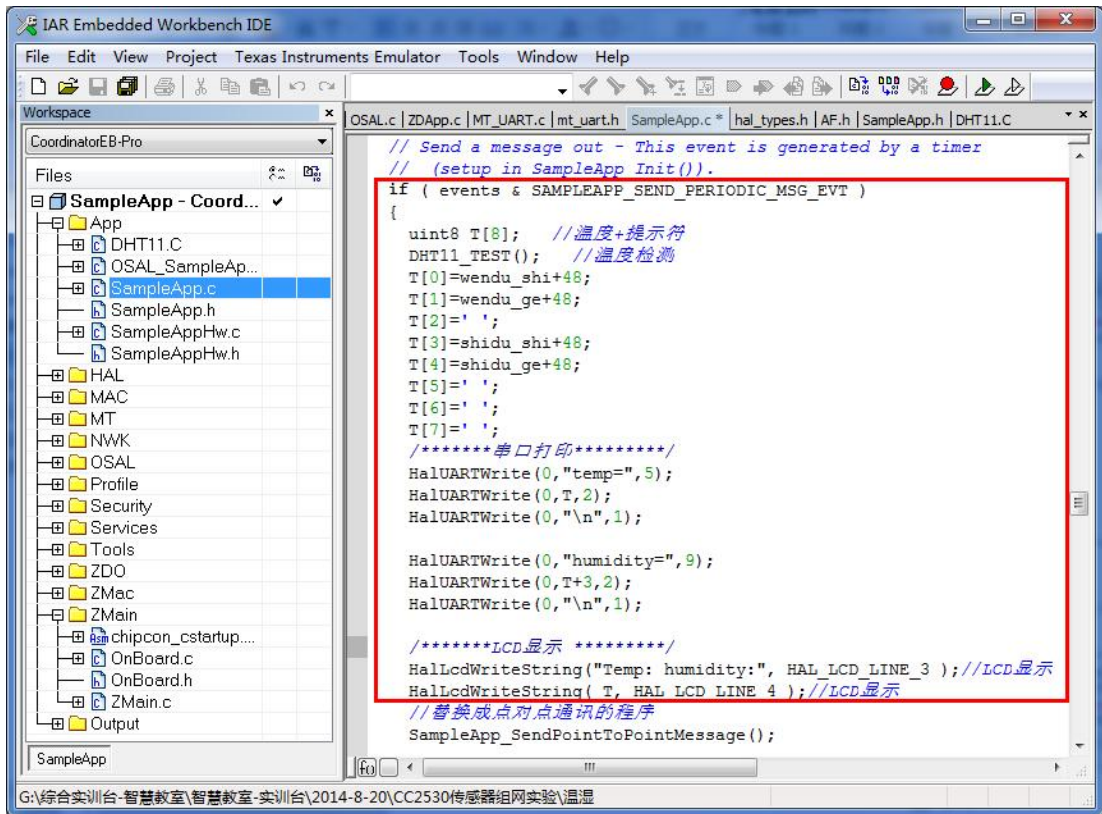 IAR Embedded Workbench IDE
File Edit View Project Texas Instruments Emulator Tools Window Help
Workspace
OSAL.c | ZDApp.c | MT_UART.c | mt_uart.h SampleApp.c * hal_types.h | AF.h | SampleApp.h | DHT11.C
CoordinatorEB-Pro
Files
SampleApp - Coord...
App
DHT11.C
OSAL_SampleAp...
SampleApp.c
SampleApp.h
SampleAppHw.c
SampleAppHw.h
HAL
MAC
MT
NWK
OSAL
Profile
Security
Services
Tools
ZDO
ZMac
ZMain
chipcon_cstartup....
OnBoard.c
OnBoard.h
ZMain.c
Output
SampleApp
// Send a message out - This event is generated by a timer
//  (setup in SampleApp Init()).
if ( events & SAMPLEAPP_SEND_PERIODIC_MSG_EVT )
{
uint8 T[8];   //温度+提示符
DHT11_TEST();   //温度检测
T[0]=wendu_shi+48;
T[1]=wendu_ge+48;
T[2]=' ';
T[3]=shidu_shi+48;
T[4]=shidu_ge+48;
T[5]=' ';
T[6]=' ';
T[7]=' ';
/*******串口打印*********/
HalUARTWrite(0,"temp=",5);
HalUARTWrite(0,T,2);
HalUARTWrite(0,"\n",1);
HalUARTWrite(0,"humidity=",9);
HalUARTWrite(0,T+3,2);
HalUARTWrite(0,"\n",1);
/*******LCD显示 *********/
HalLcdWriteString("Temp: humidity:", HAL_LCD_LINE_3 );//LCD显示
HalLcdWriteString( T, HAL_LCD_LINE_4 );//LCD显示
//替换成点对点通讯的程序
SampleApp_SendPointToPointMessage();
G:\综合实训台-智慧教室\智慧教室-实训台\2014-8-20\CC2530传感器组网实验\温湿